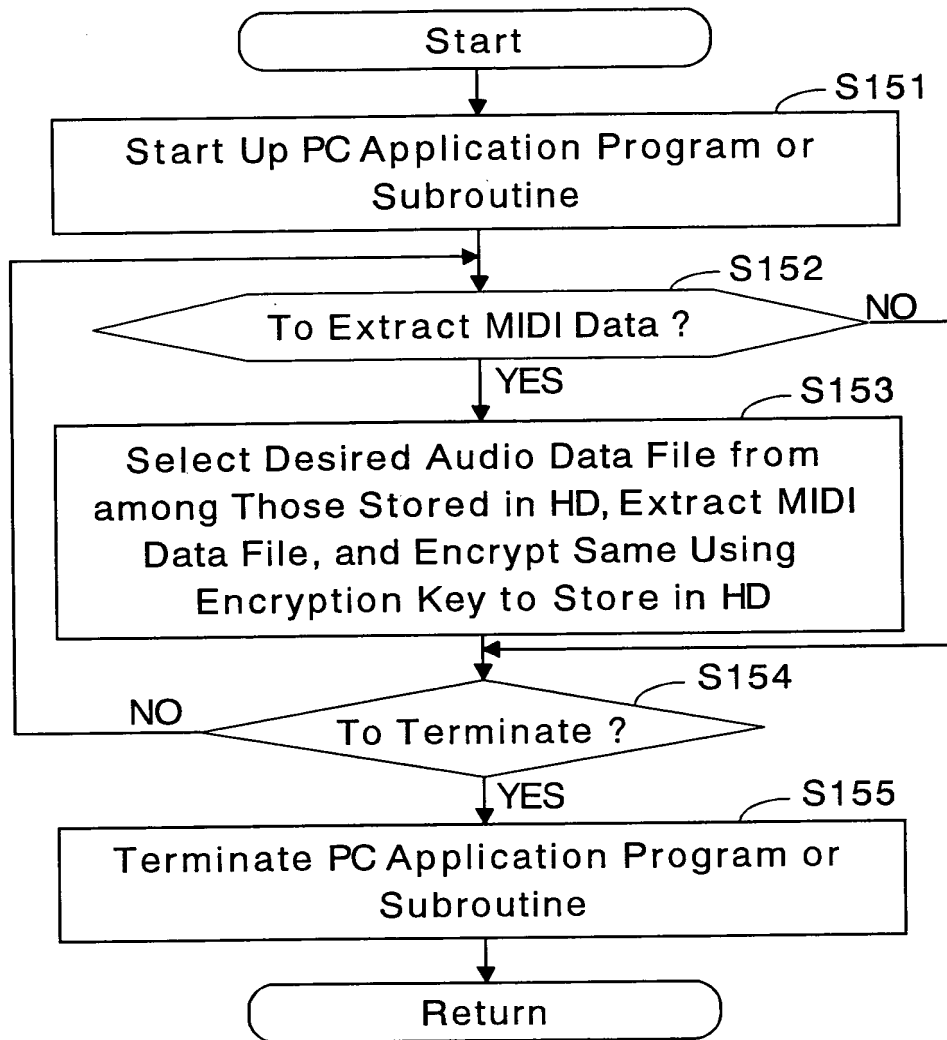 Start
S151
Start Up PC Application Program or
Subroutine
S152
To Extract MIDI Data ?
NO
YES
S153
Select Desired Audio Data File from
among Those Stored in HD, Extract MIDI
Data File, and Encrypt Same Using
Encryption Key to Store in HD
S154
NO
To Terminate ?
YES
S155
Terminate PC Application Program or
Subroutine
Return